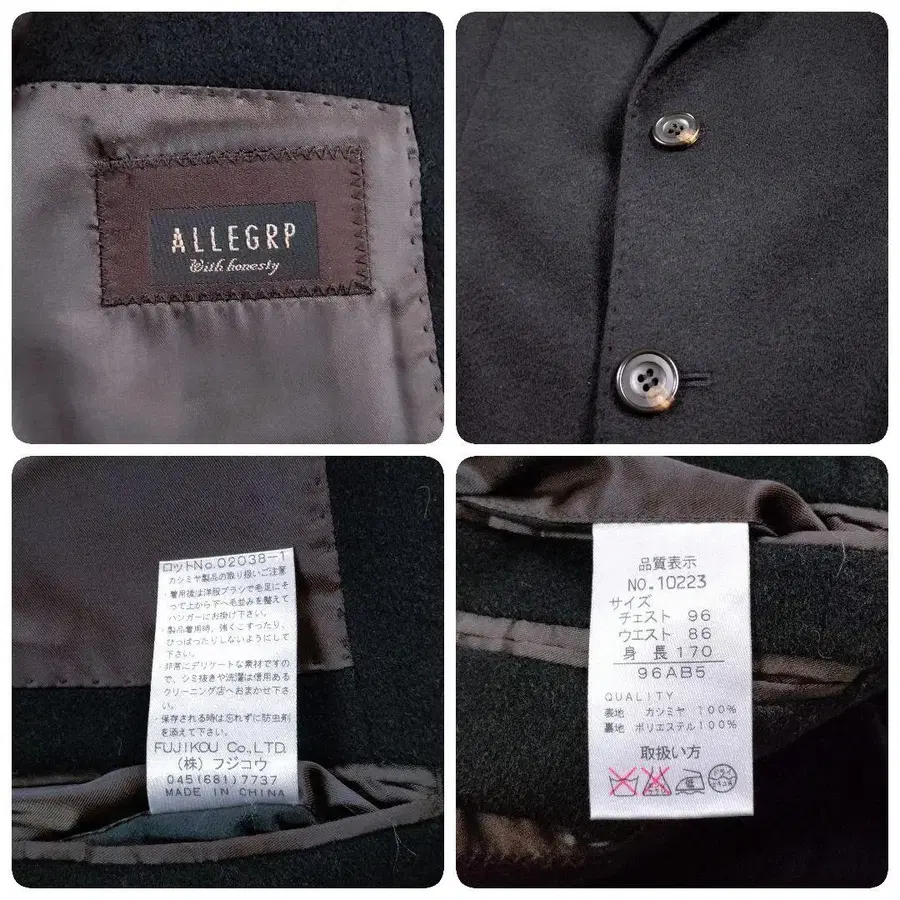 ALLEGRP
With honesty
ロットNo.02038-1
カシミヤ製品の取り扱いご注意
・着用後は洋服ブラシで毛足にそ
って上から下へ毛並みを整えて
ハンガーにお掛け下さい。
・製品着用時、強くこすったり、
ひっぱったりしないようにして
下さい。
・非常にデリケートな素材ですの
で、シミ抜きや洗濯は信用ある
クリーニング店へおまかせ下さ
い。
・保存される時は忘れずに防虫剤
を添えて下さい。
FUJIKOU Co.,LTD.
(株)フジコウ
045(681)7737
MADE IN CHINA
品質表示
NO.10223
サイズ
チェスト 96
ウエスト 86
身長 170
96AB5
QUALITY
表地 カシミヤ 100%
裏地 ポリエステル 100%
取扱い方
低
ドライ
セキユ系